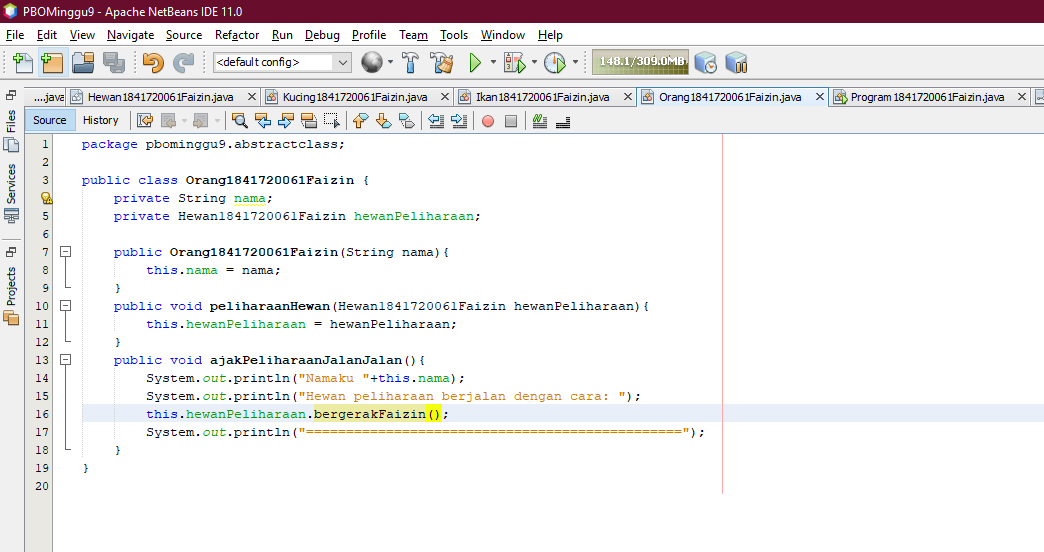 PBOMinggu9 - Apache NetBeans IDE 11.0
File Edit View Navigate Source Refactor Run Debug Profile Team Tools Window Help
<default config> 148.1/309.0MB
....java Hewan1841720061Faizin.java Kucing1841720061Faizin.java Ikan1841720061Faizin.java Orang1841720061Faizin.java Program1841720061Faizin.java
Source History
Files
Services
Projects
1 package pbominggu9.abstractclass;
2
3 public class Orang1841720061Faizin {
private String nama;
5 private Hewan1841720061Faizin hewanPeliharaan;
6
7 public Orang1841720061Faizin(String nama){
8 this.nama = nama;
9 }
10 public void peliharaanHewan(Hewan1841720061Faizin hewanPeliharaan){
11 this.hewanPeliharaan = hewanPeliharaan;
12 }
13 public void ajakPeliharaanJalanJalan(){
14 System.out.println("Namaku "+this.nama);
15 System.out.println("Hewan peliharaan berjalan dengan cara: ");
16 this.hewanPeliharaan.bergerakFaizin();
17 System.out.println("===============================================");
18 }
19 }
20